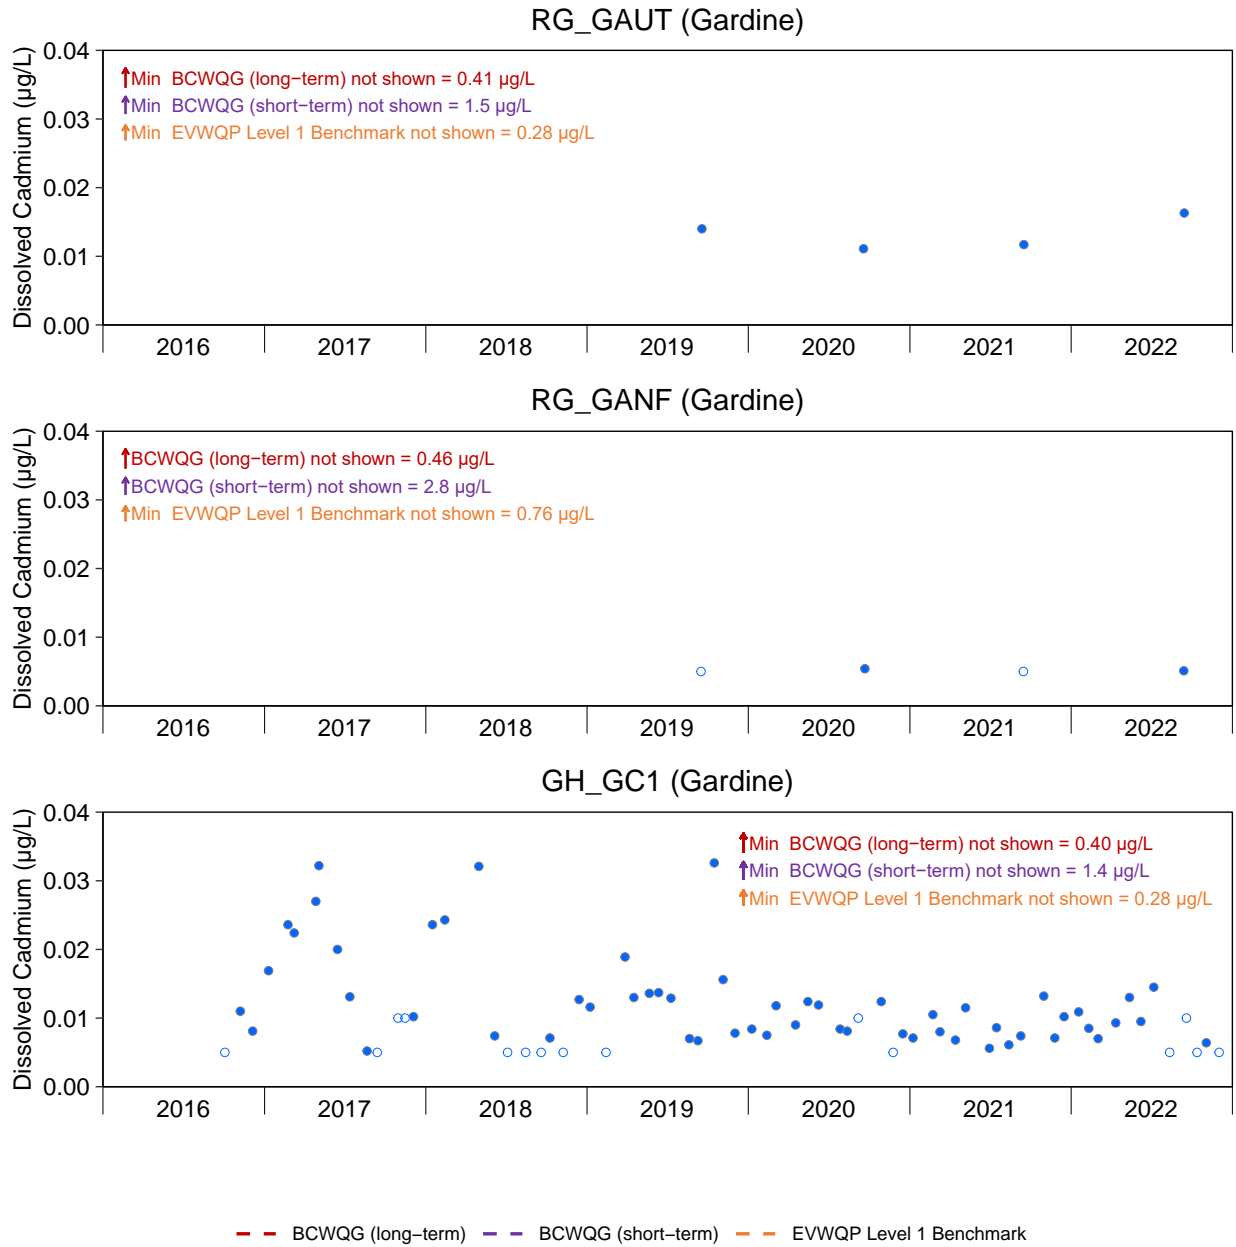 RG_GAUT (Gardine)
Dissolved Cadmium (µg/L)
0.04
0.03
0.02
0.01
0.00
↑Min BCWQG (long−term) not shown = 0.41 µg/L
↑Min BCWQG (short−term) not shown = 1.5 µg/L
↑Min EVWQP Level 1 Benchmark not shown = 0.28 µg/L
2016 2017 2018 2019 2020 2021 2022
RG_GANF (Gardine)
Dissolved Cadmium (µg/L)
0.04
0.03
0.02
0.01
0.00
↑BCWQG (long−term) not shown = 0.46 µg/L
↑BCWQG (short−term) not shown = 2.8 µg/L
↑Min EVWQP Level 1 Benchmark not shown = 0.76 µg/L
2016 2017 2018 2019 2020 2021 2022
GH_GC1 (Gardine)
Dissolved Cadmium (µg/L)
0.04
0.03
0.02
0.01
0.00
↑Min BCWQG (long−term) not shown = 0.40 µg/L
↑Min BCWQG (short−term) not shown = 1.4 µg/L
↑Min EVWQP Level 1 Benchmark not shown = 0.28 µg/L
2016 2017 2018 2019 2020 2021 2022
BCWQG (long−term) BCWQG (short−term) EVWQP Level 1 Benchmark